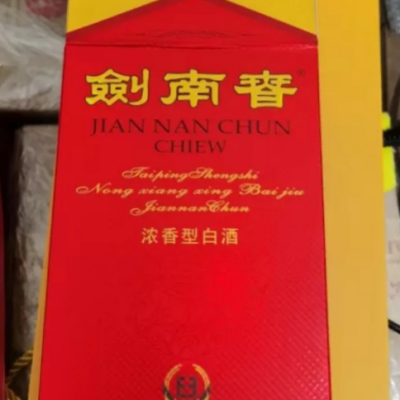 劍南春
JIAN NAN CHUN
CHIEW
TaipingShengshi
Nong xiang xing Bai jiu
JiannanChun
浓香型白酒